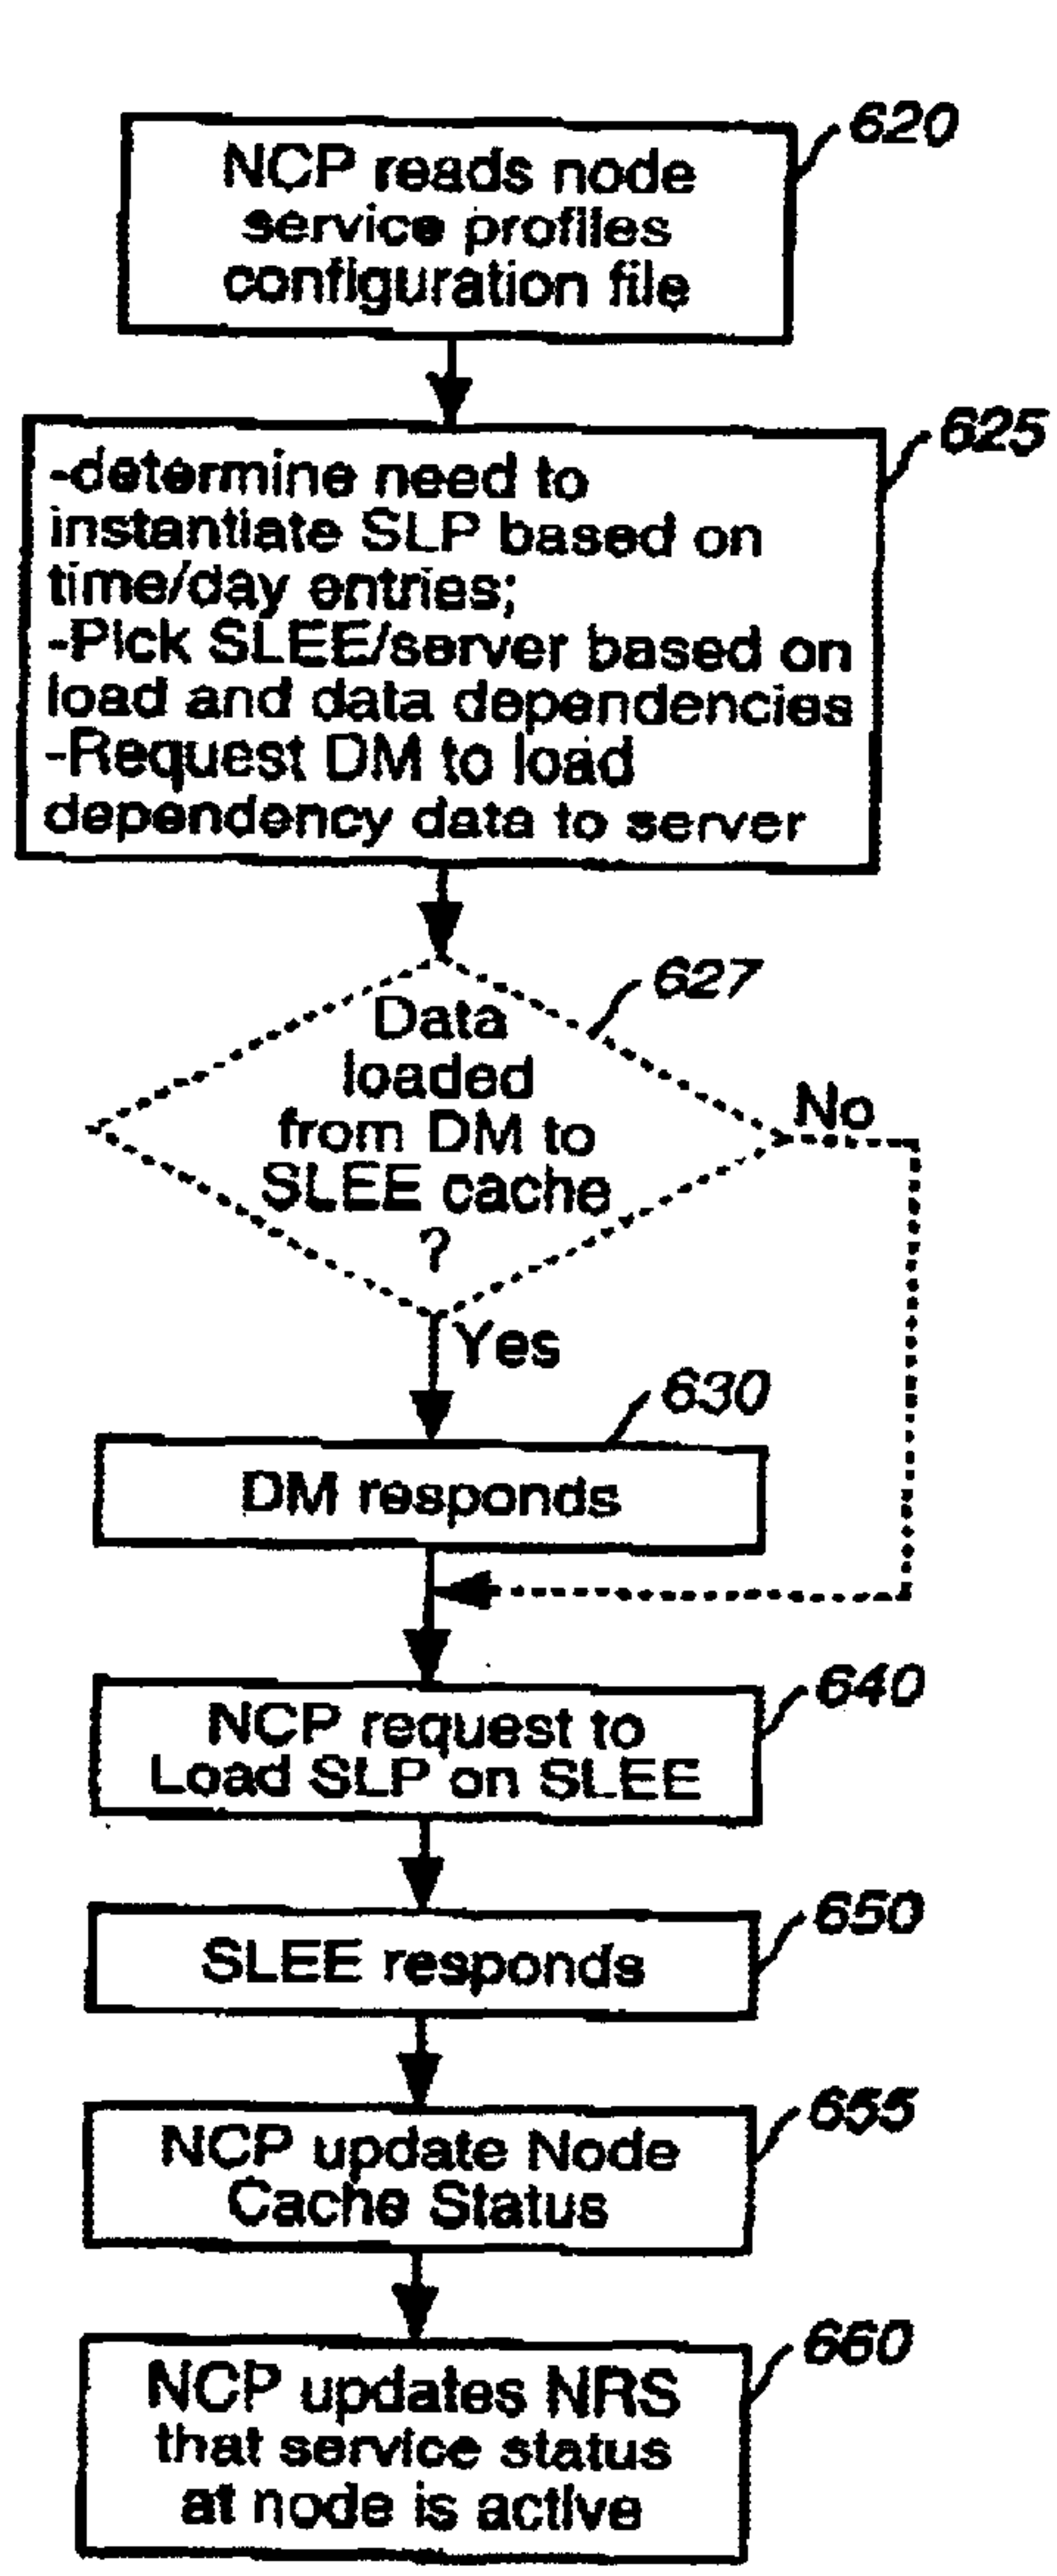 620
NCP reads node
service profiles
configuration file
625
-determine need to
instantiate SLP based on
time/day entries;
-Pick SLEE/server based on
load and data dependencies
-Request DM to load
dependency data to server
627
Data
loaded
from DM to
SLEE cache
?
No
Yes
630
DM responds
640
NCP request to
Load SLP on SLEE
650
SLEE responds
655
NCP update Node
Cache Status
660
NCP updates NRS
that service status
at node is active